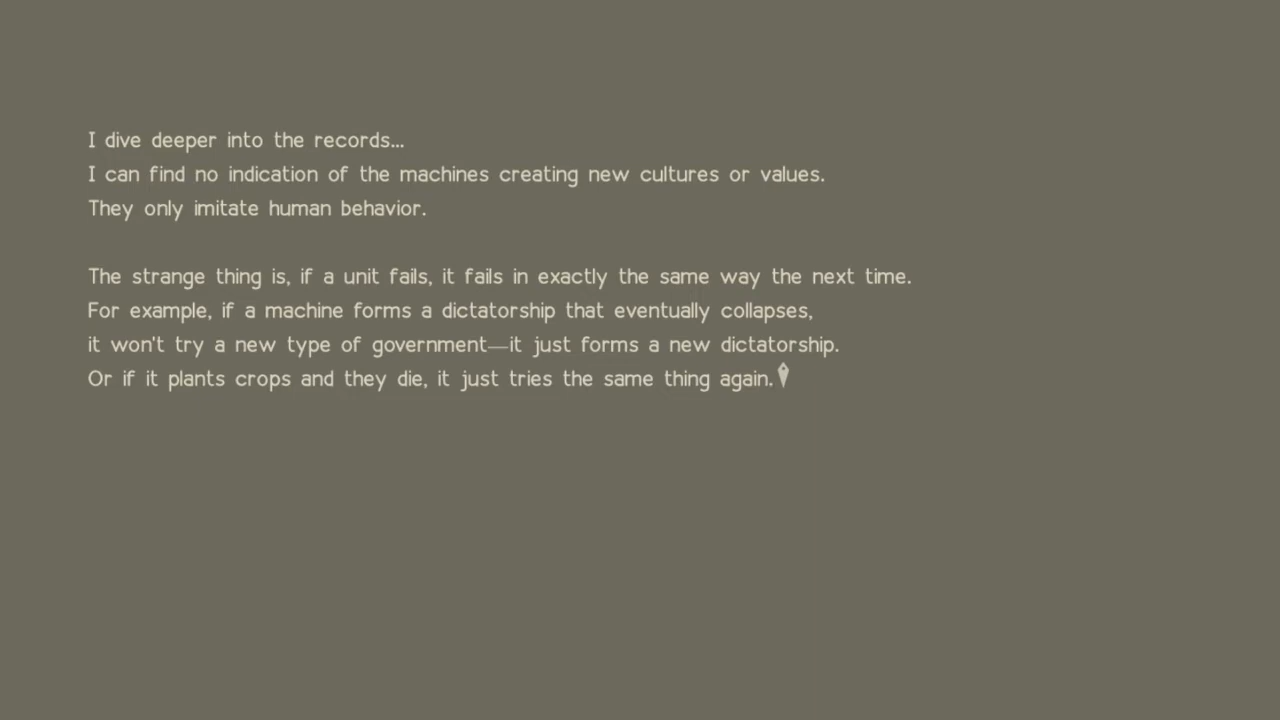 I dive deeper into the records...
I can find no indication of the machines creating new cultures or values.
They only imitate human behavior.
The strange thing is, if a unit fails, it fails in exactly the same way the next time.
For example, if a machine forms a dictatorship that eventually collapses,
it won't try a new type of government—it just forms a new dictatorship.
Or if it plants crops and they die, it just tries the same thing again.